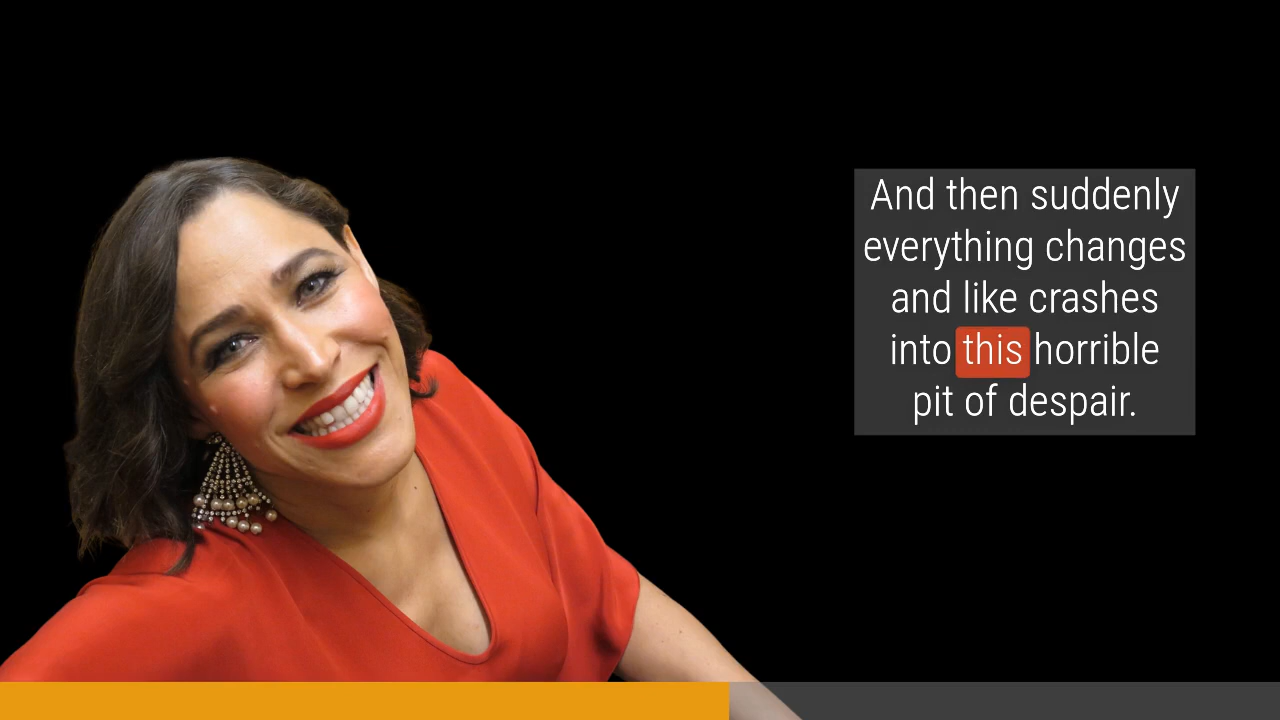 And then suddenly
everything changes
and like crashes
into this horrible
pit of despair.